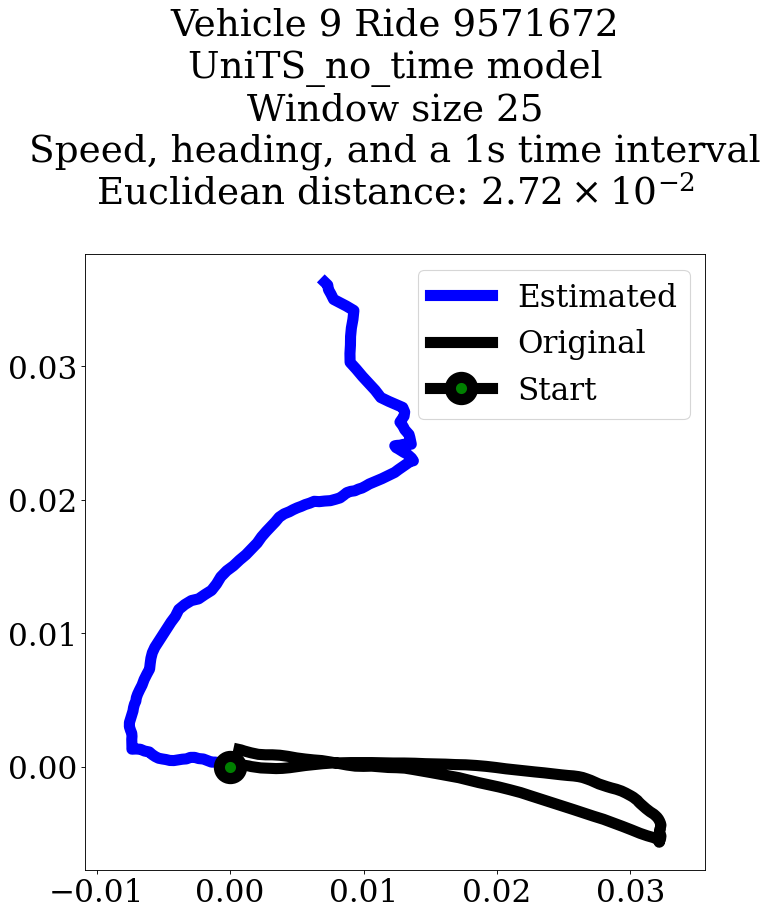 Vehicle 9 Ride 9571672
UniTS_no_time model
Window size 25
Speed, heading, and a 1s time interval
Euclidean distance: 2.72 × 10⁻²
Estimated
Original
Start
0.03
0.02
0.01
0.00
−0.01 0.00 0.01 0.02 0.03